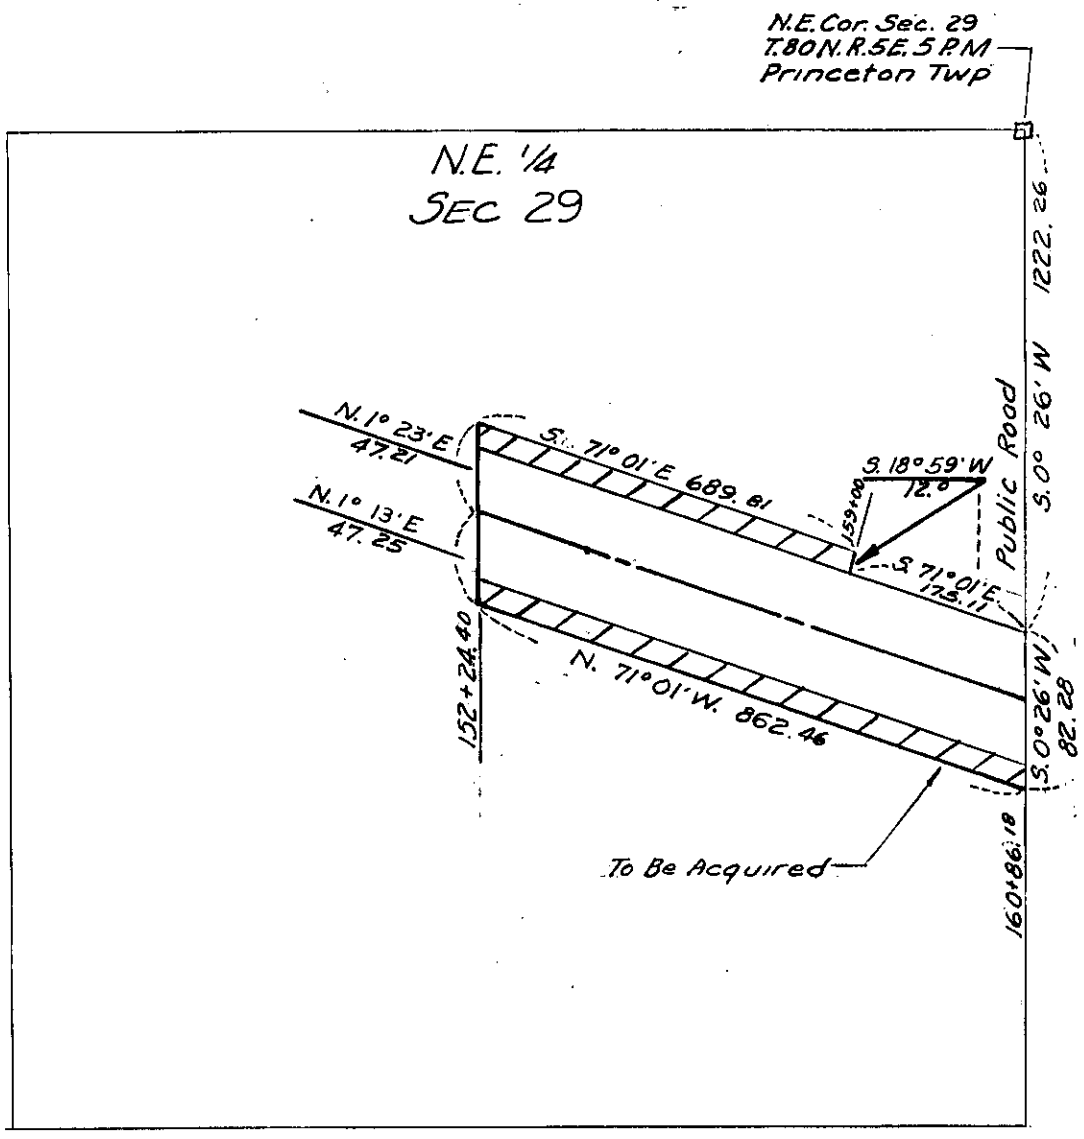 N.E. Cor. Sec. 29
T.80N. R.5E. 5 P.M
Princeton Twp
N.E. 1/4
SEC 29
1222.26
S. 0° 26' W
Public Road
N. 1° 23' E
47.21
S. 71° 01' E 689.81
S. 18° 59' W
12.0
159+00
N. 1° 13' E
47.25
S. 71° 01' E
173.11
152+24.40
N. 71° 01' W. 862.46
S. 0° 26' W
82.28
To Be Acquired
160+86.18